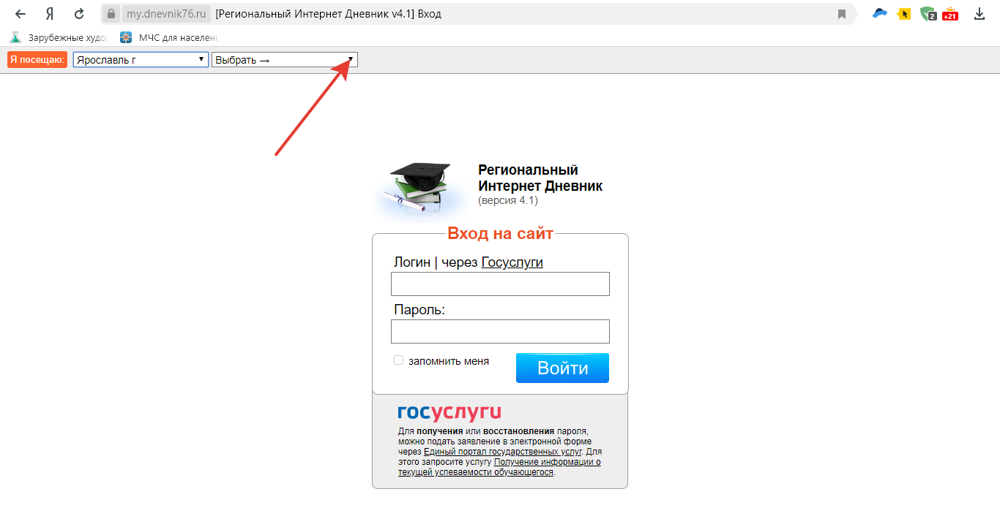 my.dnevnik76.ru [Региональный Интернет Дневник v4.1] Вход
2 +21
Зарубежные худо МЧС для населени
Я посещаю: Ярославль г Выбрать →
Региональный
Интернет Дневник
(версия 4.1)
Вход на сайт
Логин | через Госуслуги
Пароль:
запомнить меня Войти
госуслуги
Для получения или восстановления пароля,
можно подать заявление в электронной форме
через Единый портал государственных услуг. Для
этого запросите услугу Получение информации о
текущей успеваемости обучающегося.